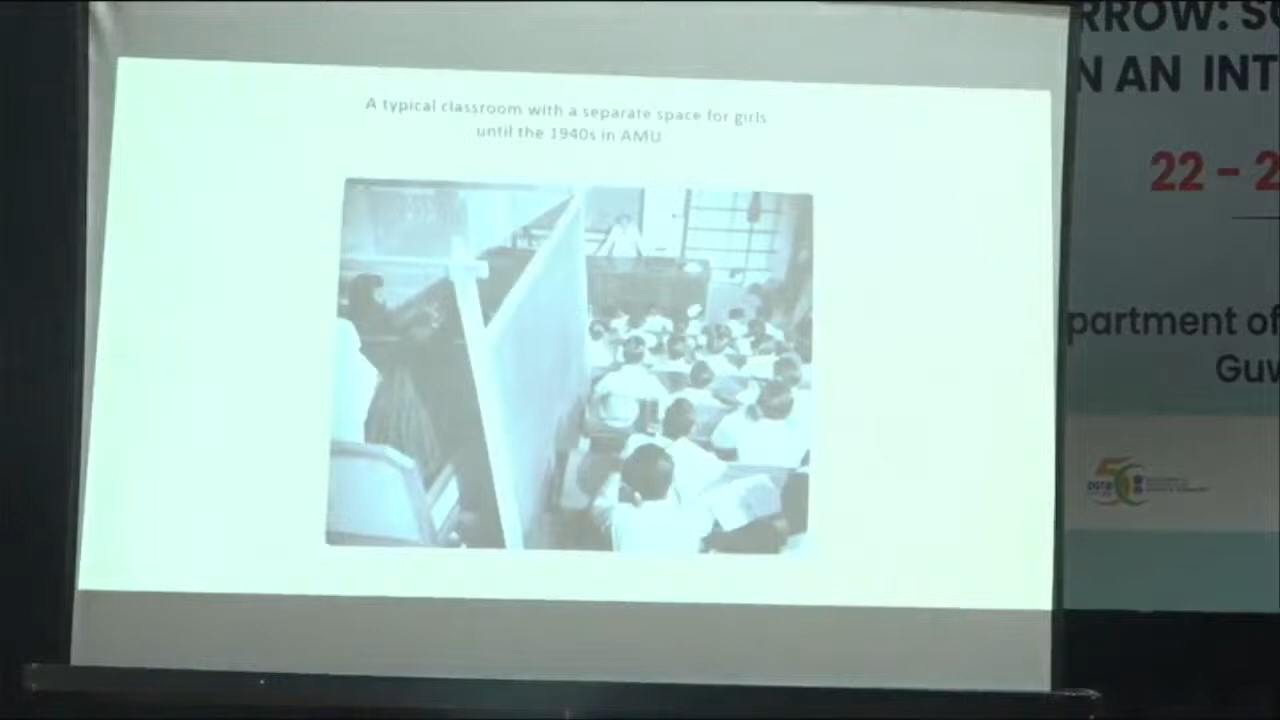 A typical classroom with a separate space for girls
until the 1940s in AMU
RROW: S
N AN INT
22 – 2
partment of
Guw